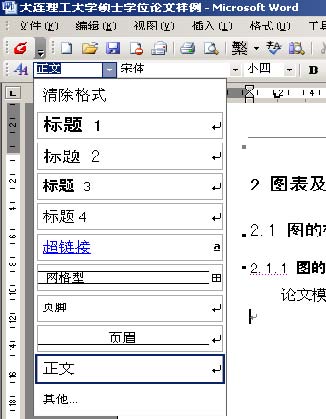 大连理工大学硕士学位论文样例 - Microsoft Word
文件(F) 编辑(E) 视图(V) 插入(I) 格式(O)
繁
正文 宋体 小四 B
清除格式
标题 1
标题 2
标题 3
标题 4
超链接 a
网格型
页脚
页眉
正文
其他...
2 图表及
2.1 图的
2.1.1 图的
论文模